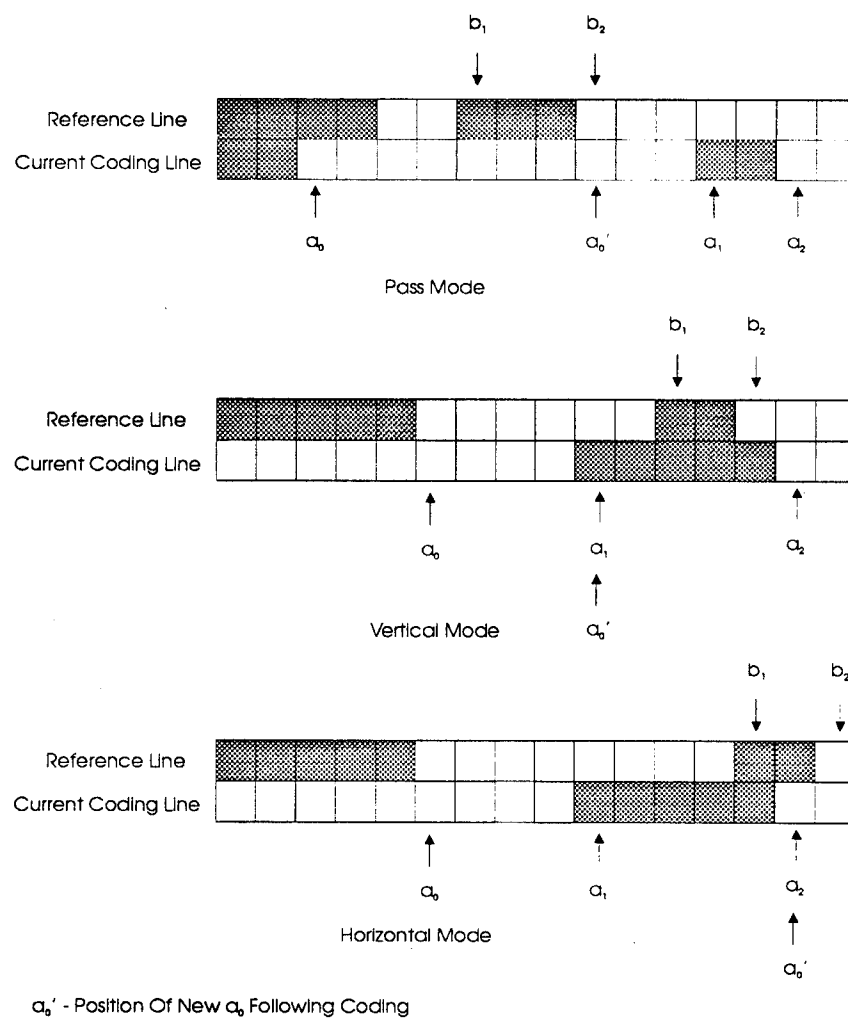 b₁ b₂
Reference Line
Current Coding Line
a₀ a₀' a₁ a₂
Pass Mode
b₁ b₂
Reference Line
Current Coding Line
a₀ a₁ a₂
Vertical Mode a₀'
b₁ b₂
Reference Line
Current Coding Line
a₀ a₁ a₂
Horizontal Mode
a₀'
a₀' - Position Of New a₀ Following Coding